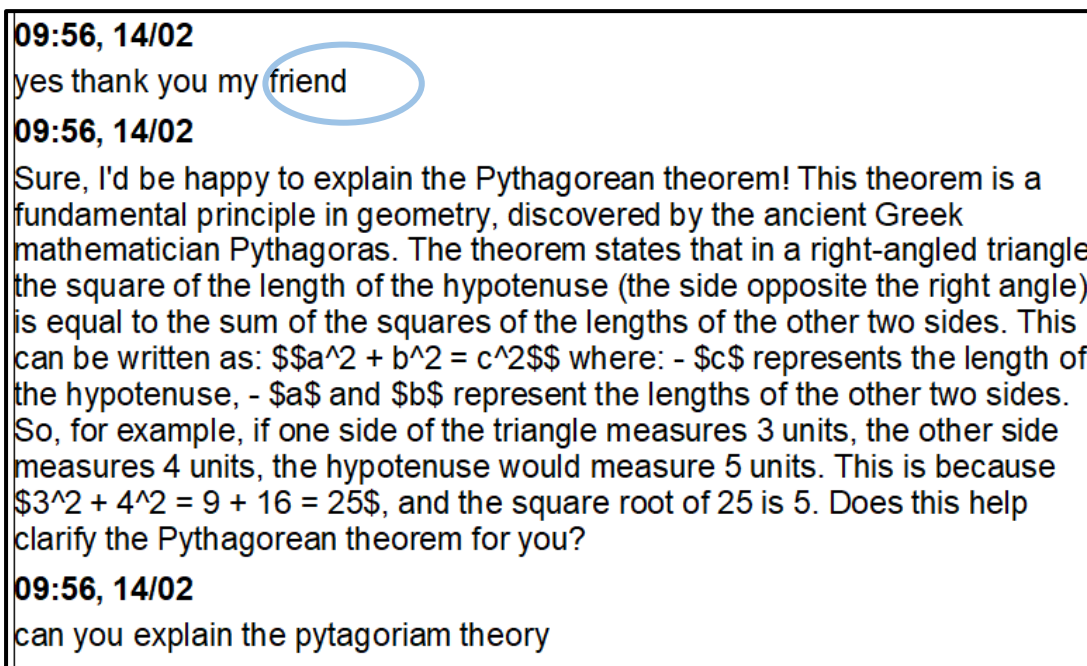 09:56, 14/02
yes thank you my friend
09:56, 14/02
Sure, I'd be happy to explain the Pythagorean theorem! This theorem is a
fundamental principle in geometry, discovered by the ancient Greek
mathematician Pythagoras. The theorem states that in a right-angled triangle
the square of the length of the hypotenuse (the side opposite the right angle)
is equal to the sum of the squares of the lengths of the other two sides. This
can be written as: $$a^2 + b^2 = c^2$$ where: - $c$ represents the length of
the hypotenuse, - $a$ and $b$ represent the lengths of the other two sides.
So, for example, if one side of the triangle measures 3 units, the other side
measures 4 units, the hypotenuse would measure 5 units. This is because
$3^2 + 4^2 = 9 + 16 = 25$, and the square root of 25 is 5. Does this help
clarify the Pythagorean theorem for you?
09:56, 14/02
can you explain the pytagoriam theory